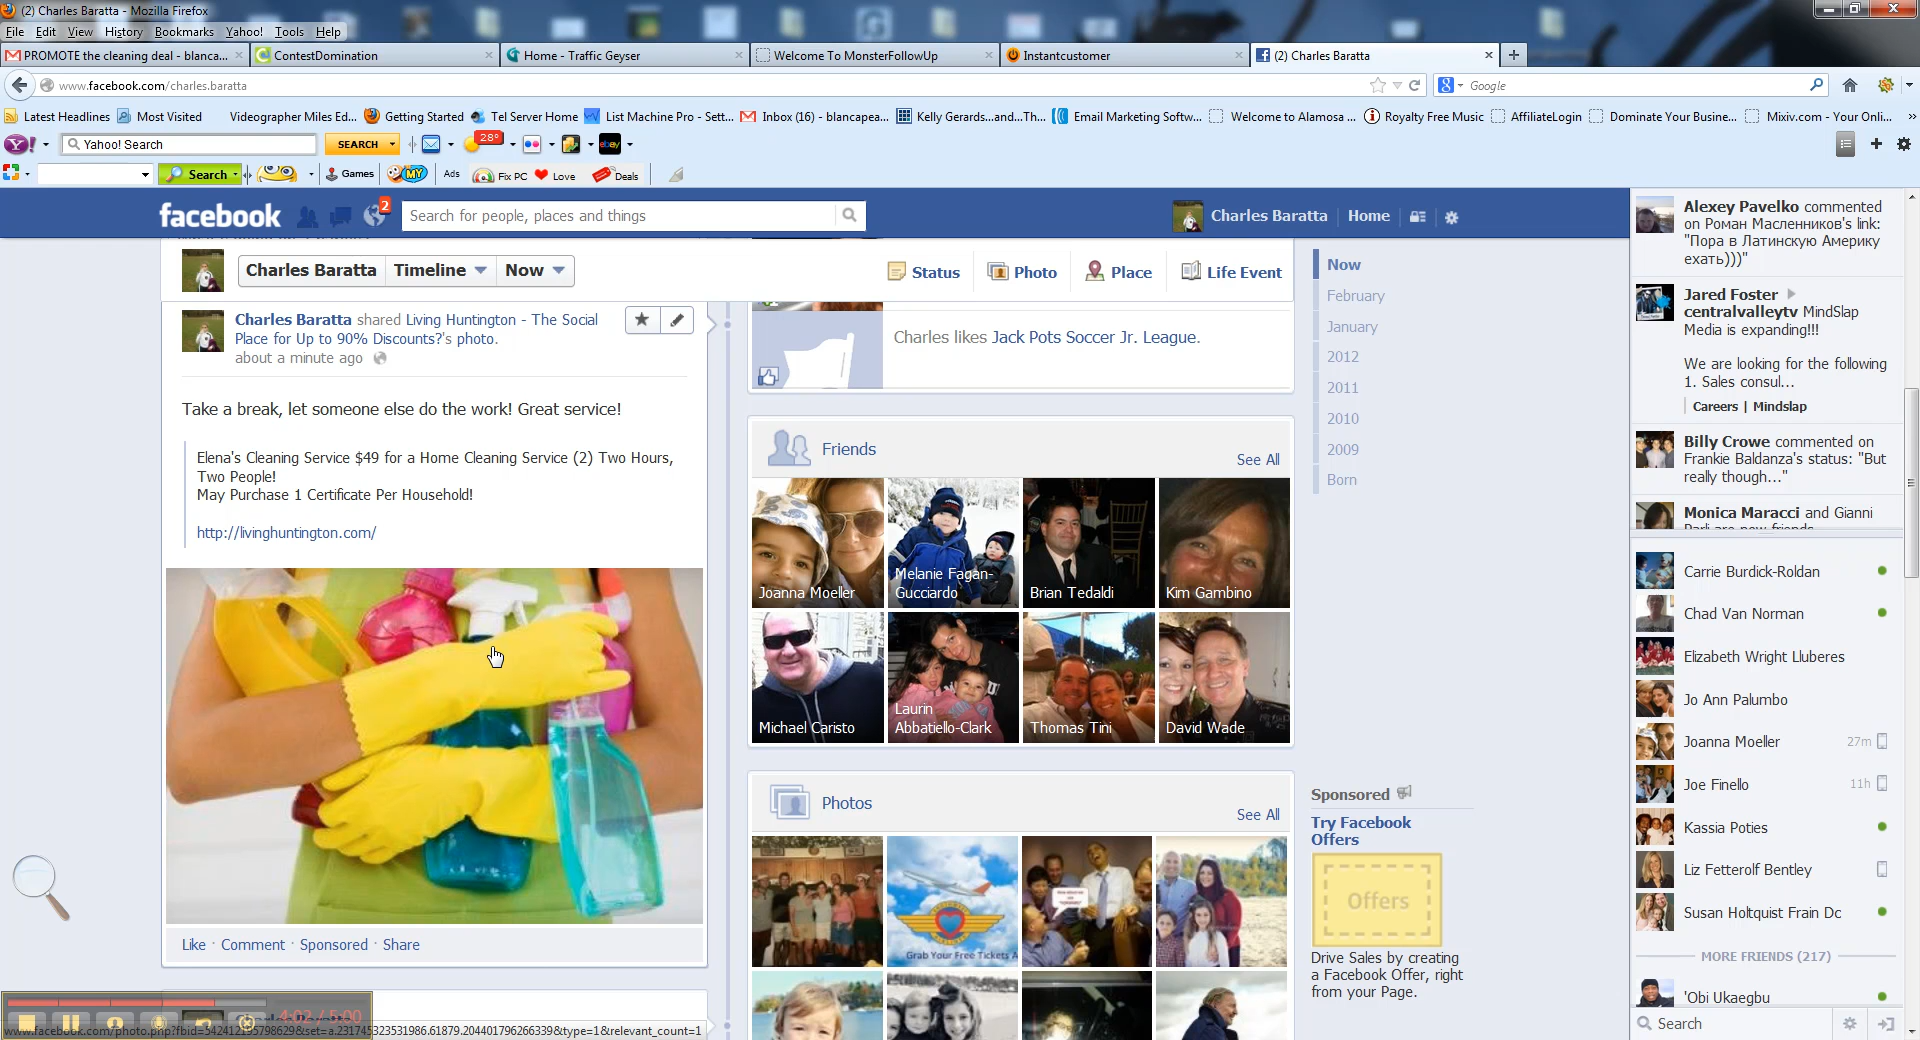 (2) Charles Baratta - Mozilla Firefox
File Edit View History Bookmarks Yahoo! Tools Help
PROMOTE the cleaning deal - blanca... ContestDomination Home - Traffic Geyser Welcome To MonsterFollowUp Instantcustomer (2) Charles Baratta
www.facebook.com/charles.baratta Google
Latest Headlines Most Visited Videographer Miles Ed... Getting Started Tel Server Home List Machine Pro - Sett... Inbox (16) - blancapea... Kelly Gerards...and...Th... Email Marketing Softw... Welcome to Alamosa ... Royalty Free Music AffiliateLogin Dominate Your Busine... Mixiv.com - Your Onli...
Y! Yahoo! Search SEARCH 28° ebay
Search Games MY Ads Fix PC Love Deals
facebook 2 Search for people, places and things Charles Baratta Home
Charles Baratta Timeline Now Status Photo Place Life Event
Charles Baratta shared Living Huntington - The Social
Place for Up to 90% Discounts?'s photo.
about a minute ago
Take a break, let someone else do the work! Great service!
Elena's Cleaning Service $49 for a Home Cleaning Service (2) Two Hours,
Two People!
May Purchase 1 Certificate Per Household!
http://livinghuntington.com/
Like · Comment · Sponsored · Share
Charles likes Jack Pots Soccer Jr. League.
Friends
See All
Joanna Moeller
Melanie Fagan-
Gucciardo
Brian Tedaldi
Kim Gambino
Michael Caristo
Laurin
Abbatiello-Clark
Thomas Tini
David Wade
Photos
See All
Grab Your Free Tickets A
Now
February
January
2012
2011
2010
2009
Born
Sponsored
Try Facebook
Offers
Offers
Drive Sales by creating
a Facebook Offer, right
from your Page.
Alexey Pavelko commented
on Роман Масленников's link:
"Пора в Латинскую Америку
ехать)))"
Jared Foster
centralvalleytv MindSlap
Media is expanding!!!
We are looking for the following
1. Sales consul...
Careers | Mindslap
Billy Crowe commented on
Frankie Baldanza's status: "But
really though..."
Monica Maracci and Gianni
Carrie Burdick-Roldan
Chad Van Norman
Elizabeth Wright Lluberes
Jo Ann Palumbo
Joanna Moeller 27m
Joe Finello 11h
Kassia Poties
Liz Fetterolf Bentley
Susan Holtquist Frain Dc
MORE FRIENDS (217)
'Obi Ukaegbu
Search
4:02 / 5:00